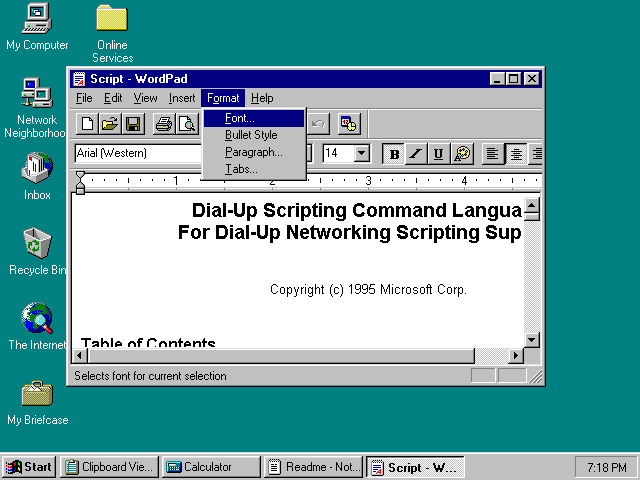 My Computer
Online
Services
Network
Neighborhoo
Inbox
Recycle Bin
The Internet
My Briefcase
Script - WordPad
File Edit View Insert Format Help
Font...
Bullet Style
Paragraph...
Tabs...
Arial (Western) 14 B I U
1 2 3 4
Dial-Up Scripting Command Langua
For Dial-Up Networking Scripting Sup
Copyright (c) 1995 Microsoft Corp.
Table of Contents
Selects font for current selection
Start Clipboard Vie... Calculator Readme - Not... Script - W... 7:18 PM